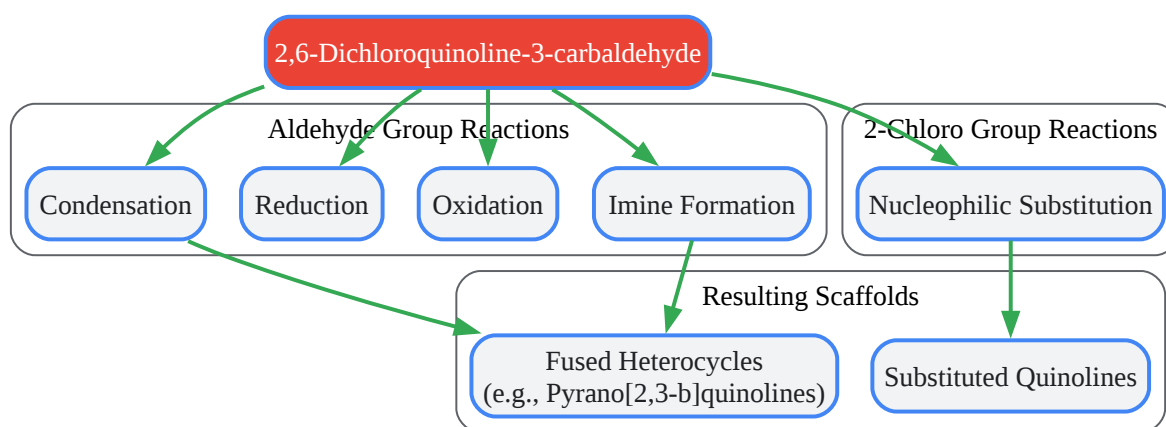 2,6-Dichloroquinoline-3-carbaldehyde
Aldehyde Group Reactions
2-Chloro Group Reactions
Condensation
Reduction
Oxidation
Imine Formation
Nucleophilic Substitution
Resulting Scaffolds
Fused Heterocycles
(e.g., Pyrano[2,3-b]quinolines)
Substituted Quinolines